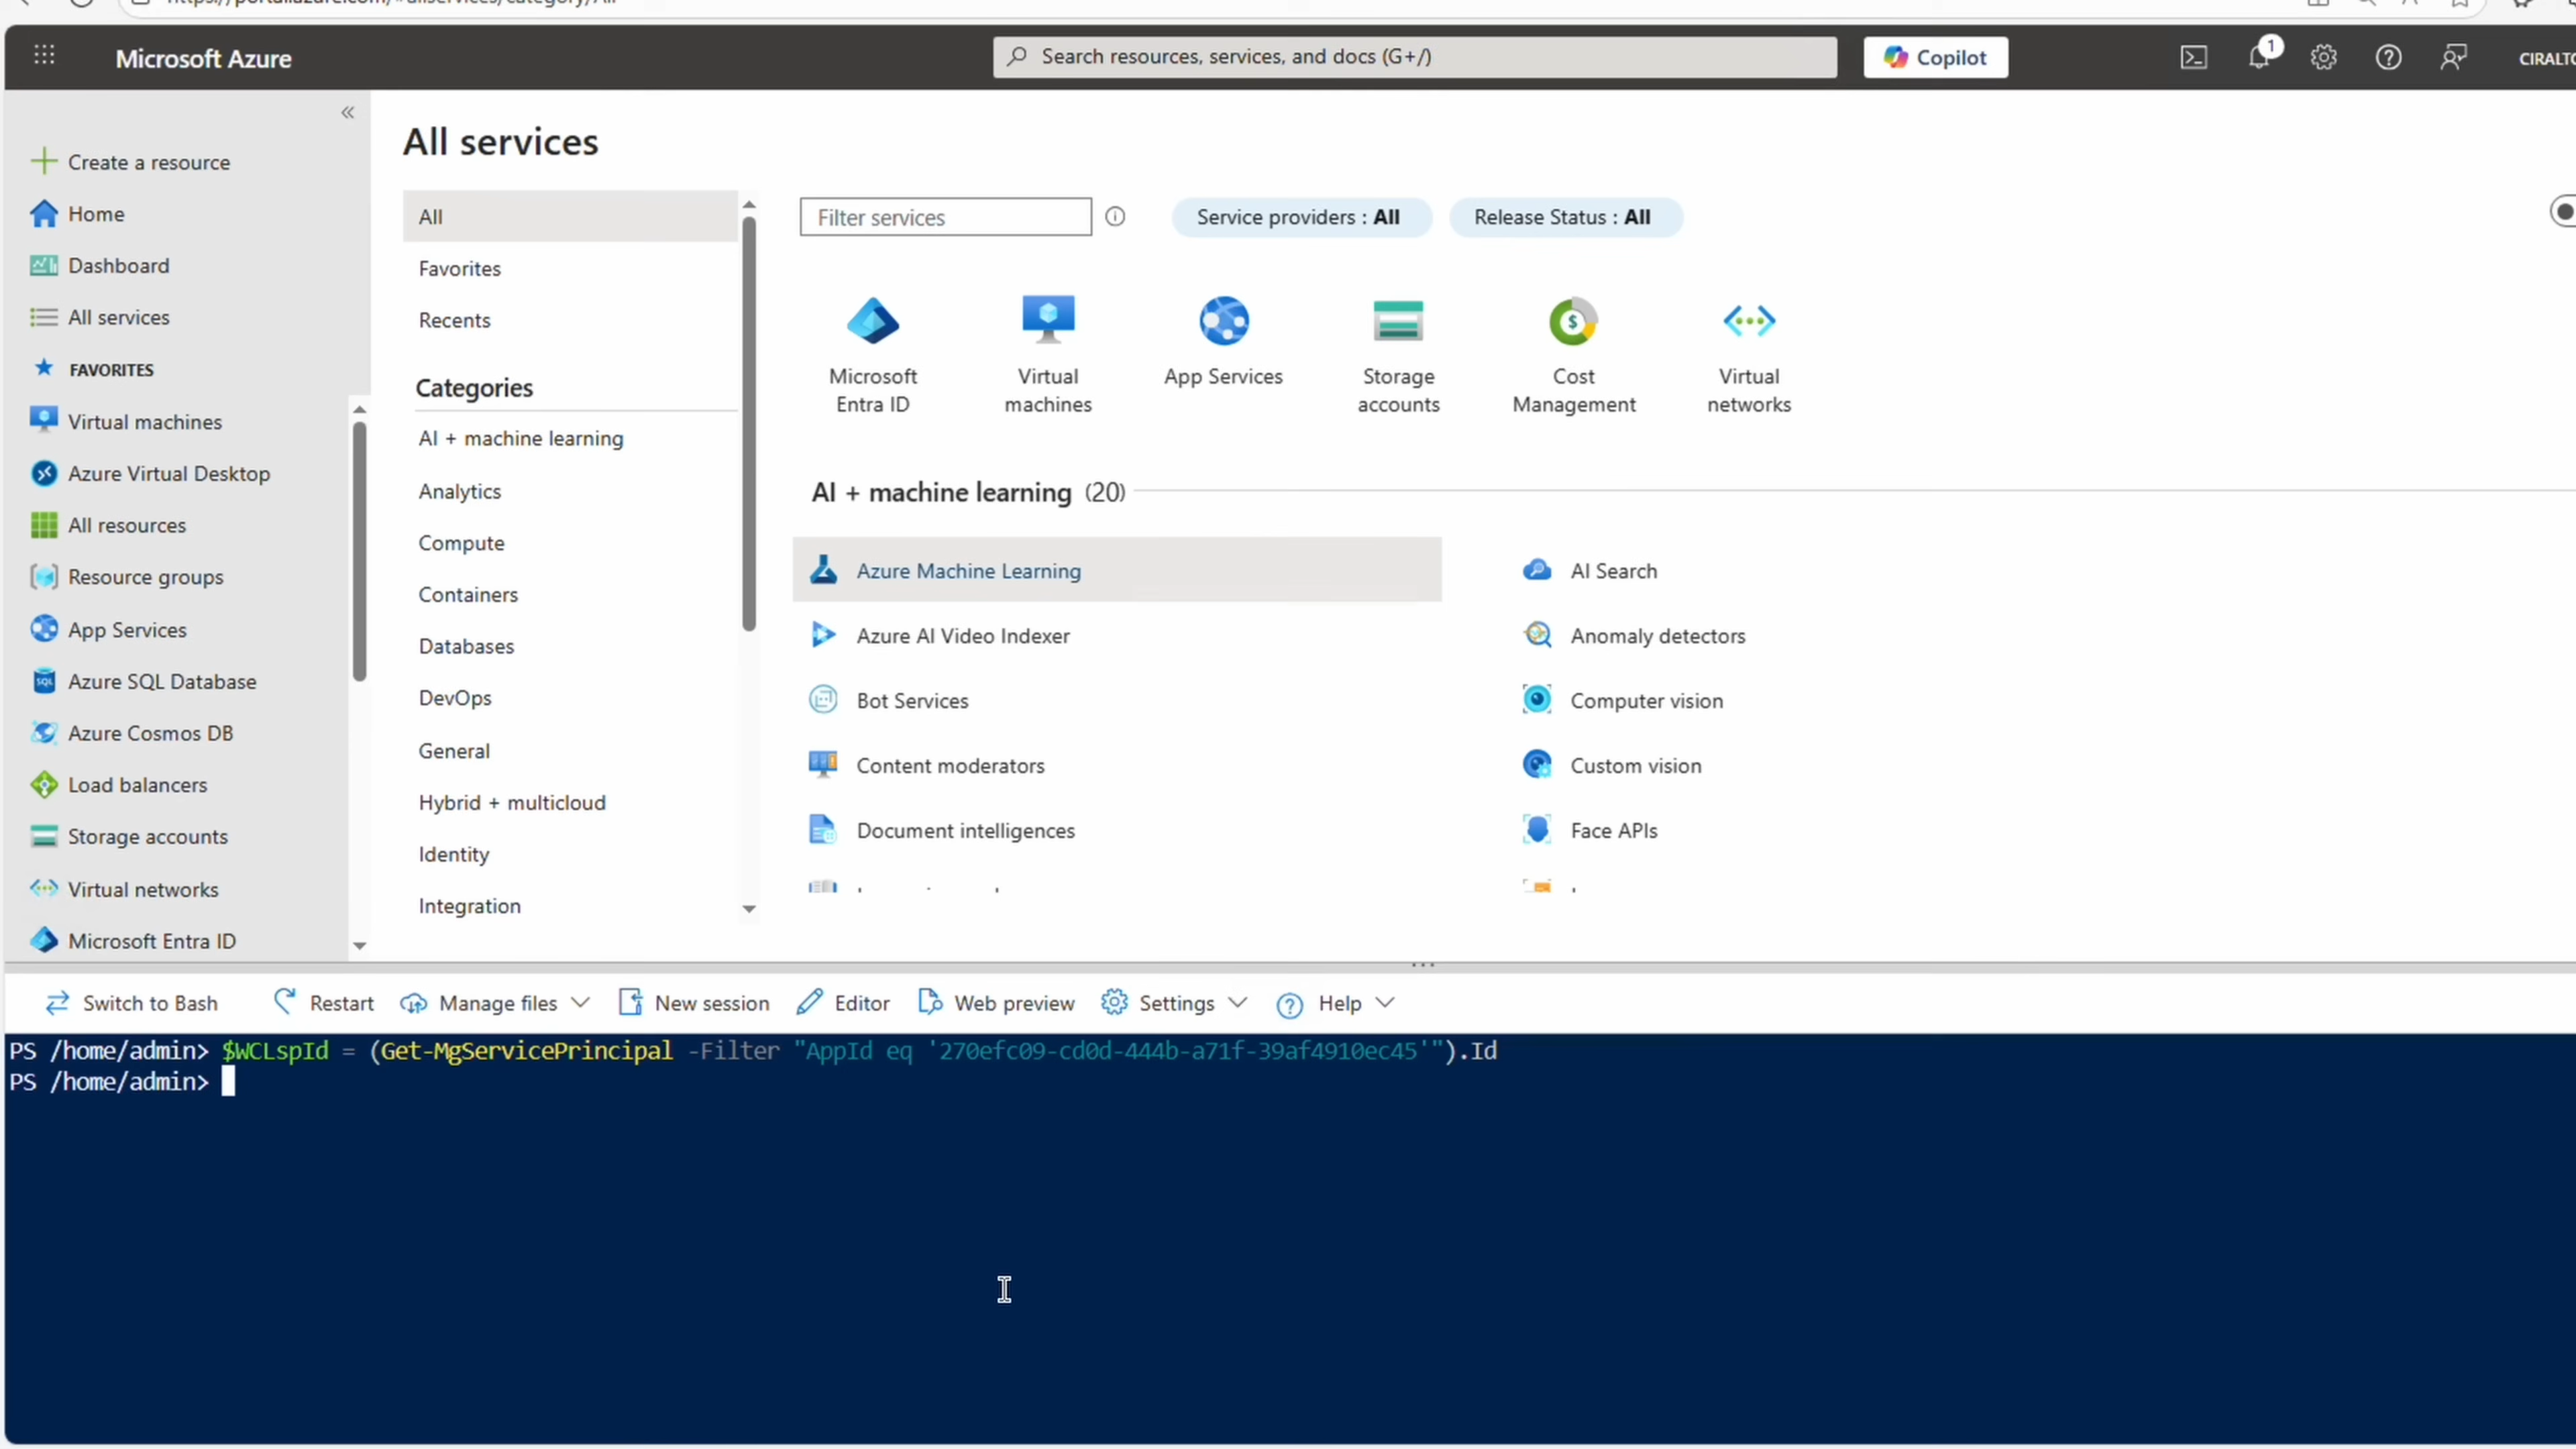 Microsoft Azure
Search resources, services, and docs (G+/)
Copilot
1
Create a resource
Home
Dashboard
All services
FAVORITES
Virtual machines
Azure Virtual Desktop
All resources
Resource groups
App Services
Azure SQL Database
Azure Cosmos DB
Load balancers
Storage accounts
Virtual networks
Microsoft Entra ID
All services
All
Favorites
Recents
Categories
AI + machine learning
Analytics
Compute
Containers
Databases
DevOps
General
Hybrid + multicloud
Identity
Integration
Filter services
Service providers : All
Release Status : All
Microsoft
Entra ID
Virtual
machines
App Services
Storage
accounts
Cost
Management
Virtual
networks
AI + machine learning (20)
Azure Machine Learning
AI Search
Azure AI Video Indexer
Anomaly detectors
Bot Services
Computer vision
Content moderators
Custom vision
Document intelligences
Face APIs
Switch to Bash
Restart
Manage files
New session
Editor
Web preview
Settings
Help
PS /home/admin> $WCLspId = (Get-MgServicePrincipal -Filter "AppId eq '270efc09-cd0d-444b-a71f-39af4910ec45'").Id
PS /home/admin>